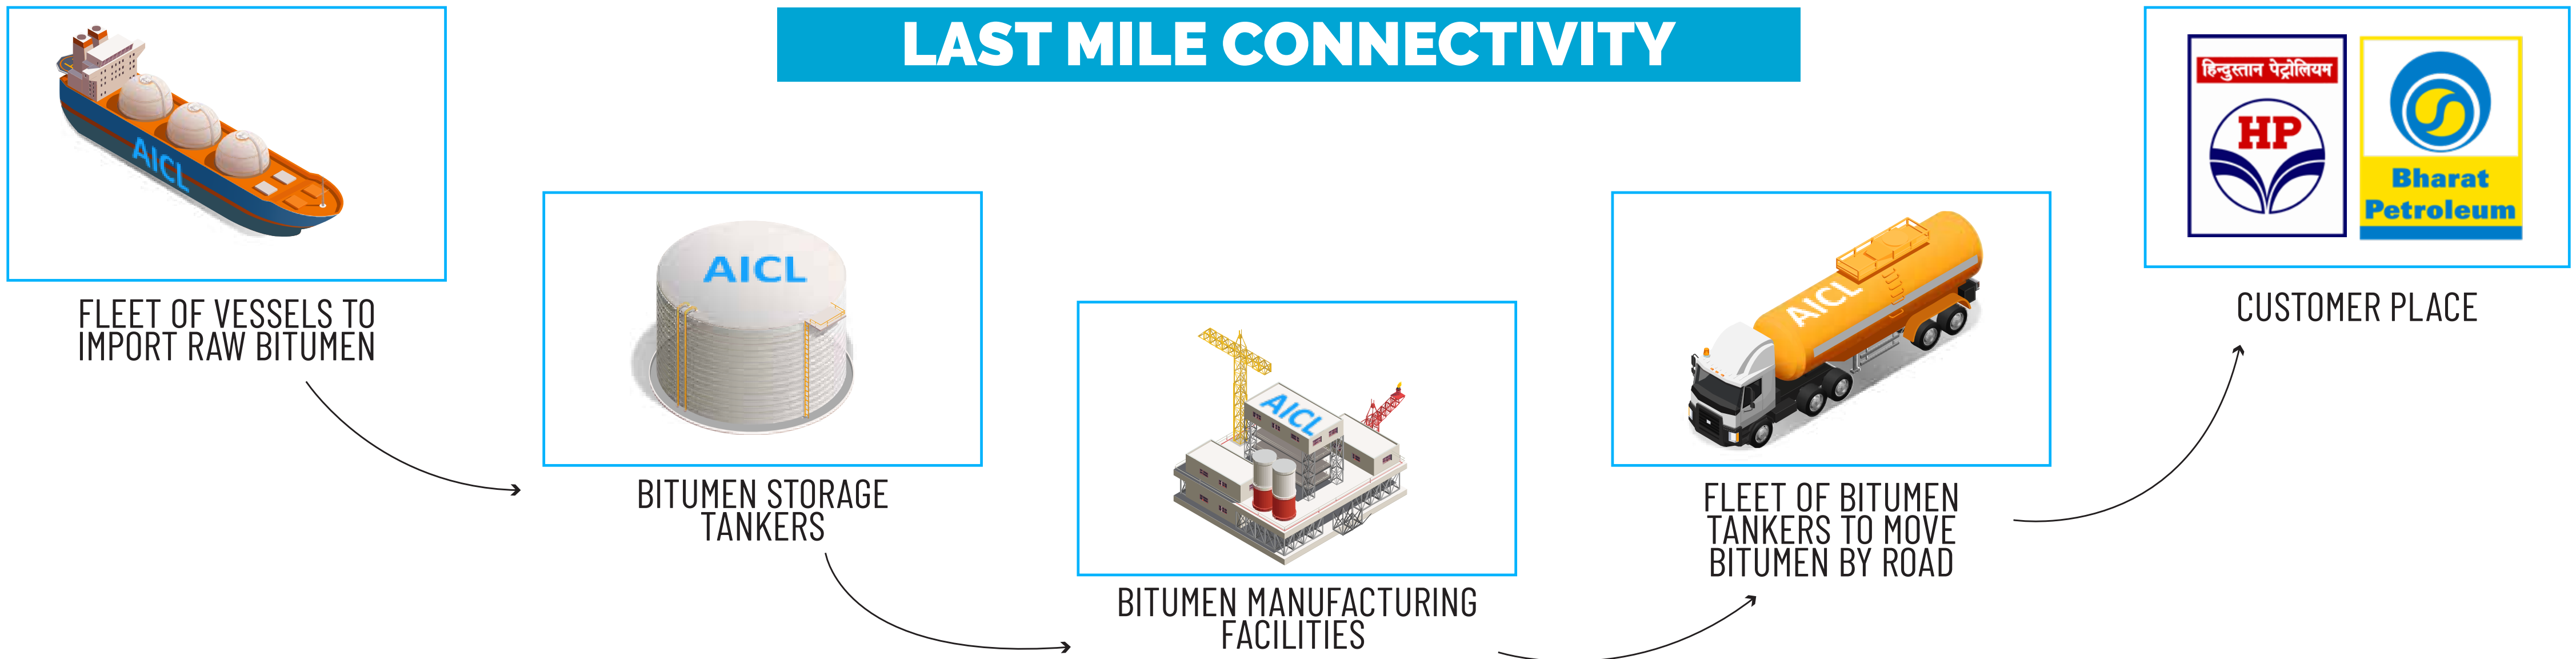 LAST MILE CONNECTIVITY
AICL
FLEET OF VESSELS TO
IMPORT RAW BITUMEN
AICL
BITUMEN STORAGE
TANKERS
AICL
BITUMEN MANUFACTURING
FACILITIES
AICL
FLEET OF BITUMEN
TANKERS TO MOVE
BITUMEN BY ROAD
हिन्दुस्तान पेट्रोलियम
HP
Bharat
Petroleum
CUSTOMER PLACE